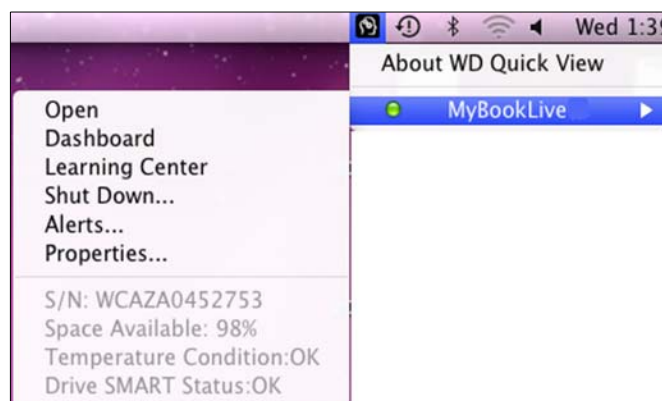 Wed 1:39
About WD Quick View
MyBookLive
Open
Dashboard
Learning Center
Shut Down...
Alerts...
Properties...
S/N: WCAZA0452753
Space Available: 98%
Temperature Condition:OK
Drive SMART Status:OK